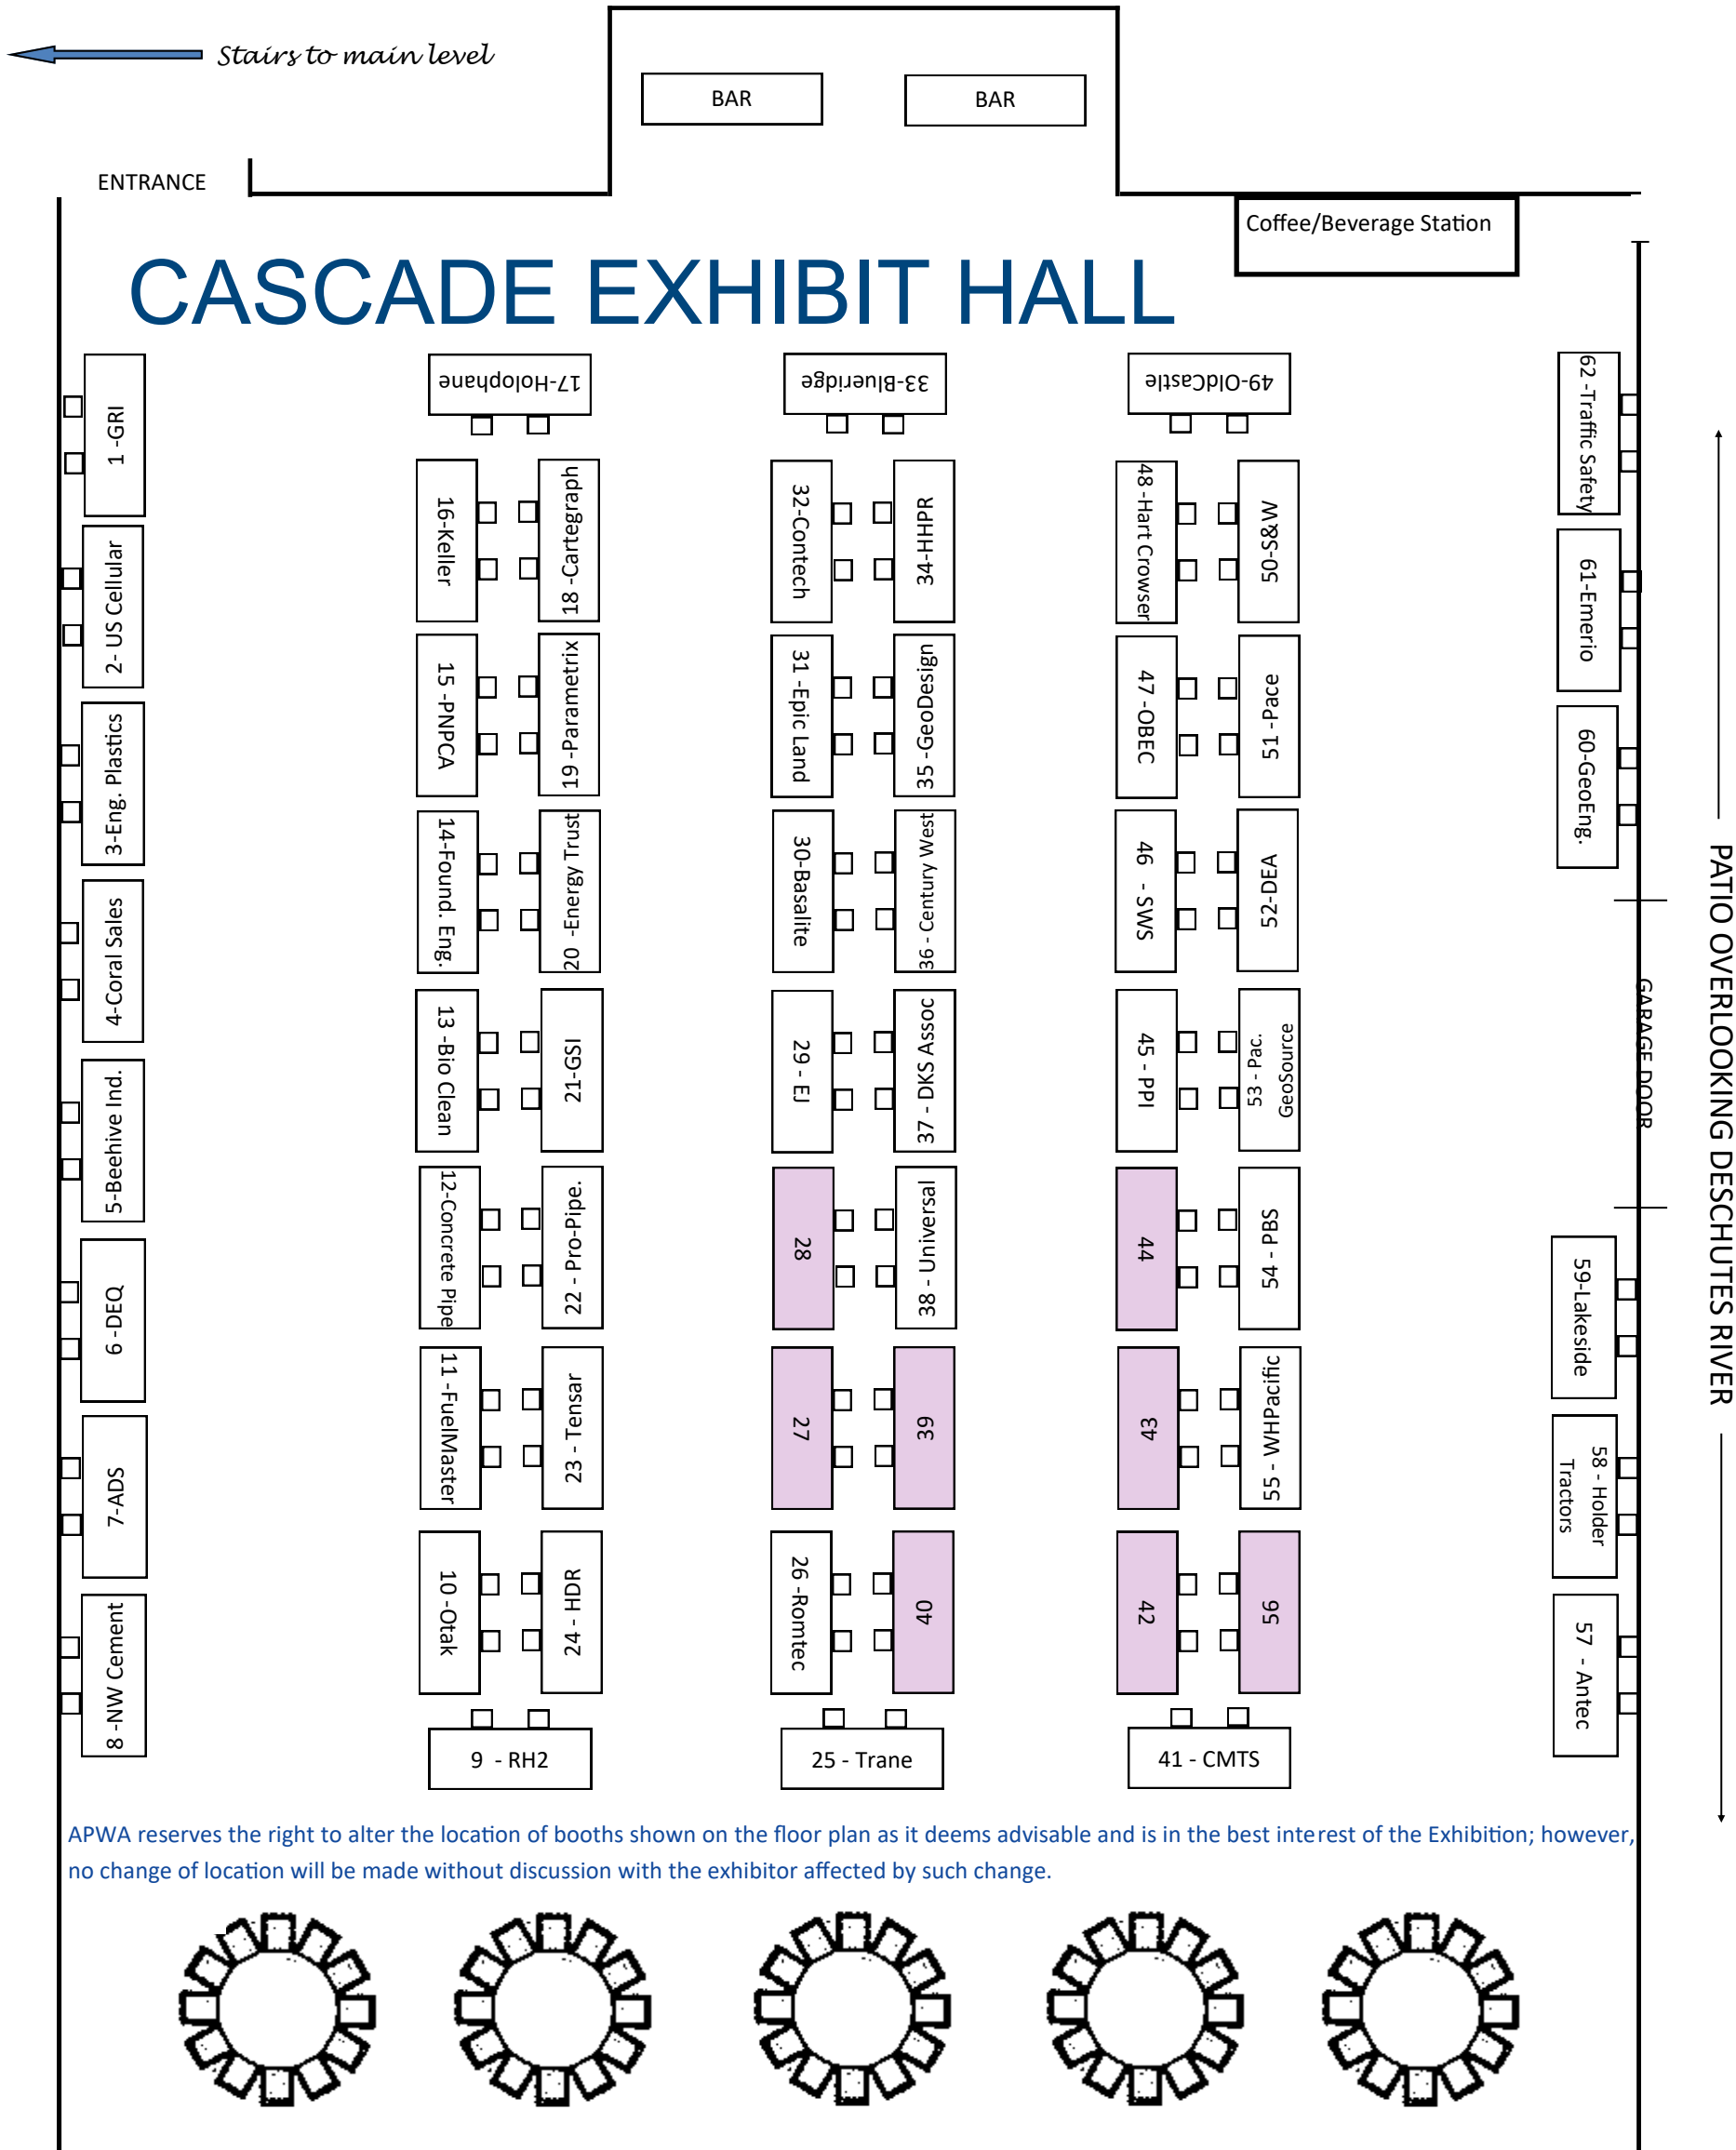 Stairs to main level
BAR
BAR
ENTRANCE
Coffee/Beverage Station
CASCADE EXHIBIT HALL
1 -GRI
2- US Cellular
3-Eng. Plastics
4-Coral Sales
5-Beehive Ind.
6 -DEQ
7-ADS
8 -NW Cement
17-Holophane
16-Keller
15 -PNPCA
14-Found. Eng.
13 -Bio Clean
12-Concrete Pipe
11 -FuelMaster
10 -Otak
9 - RH2
18 -Cartegraph
19 -Parametrix
20 -Energy Trust
21-GSI
22 - Pro-Pipe.
23 - Tensar
24 - HDR
33-Blueridge
32-Contech
31 -Epic Land
30-Basalite
29 - EJ
28
27
26 -Romtec
25 - Trane
34-HHPR
35 -GeoDesign
36 - Century West
37 - DKS Assoc
38 - Universal
39
40
49-OldCastle
48 -Hart Crowser
47 -OBEC
46 - SWS
45 - PPI
44
43
42
41 - CMTS
50-S&W
51 -Pace
52-DEA
53 - Pac.
GeoSource
54 - PBS
55 - WHPacific
56
62 -Traffic Safety
61-Emerio
60-GeoEng.
59-Lakeside
58 - Holder
Tractors
57 - Antec
GARAGE DOOR
PATIO OVERLOOKING DESCHUTES RIVER
APWA reserves the right to alter the location of booths shown on the floor plan as it deems advisable and is in the best interest of the Exhibition; however,
no change of location will be made without discussion with the exhibitor affected by such change.